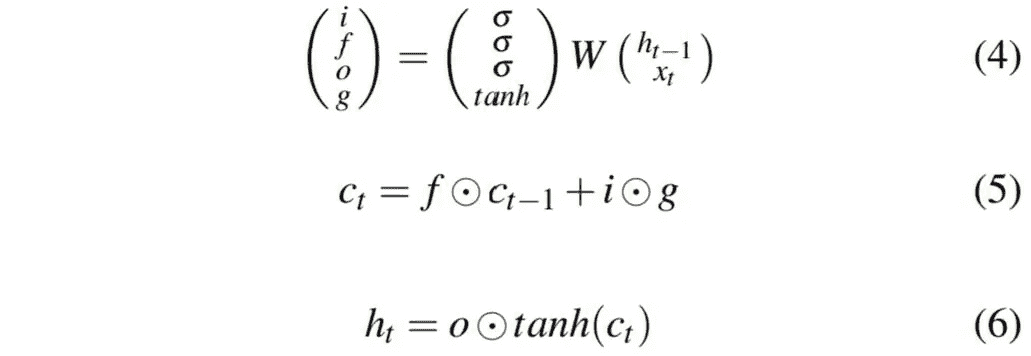 (i f o g) = (σ σ σ tanh) W (h_{t−1} x_t) (4)
c_t = f ⊙ c_{t−1} + i ⊙ g (5)
h_t = o ⊙ tanh(c_t) (6)